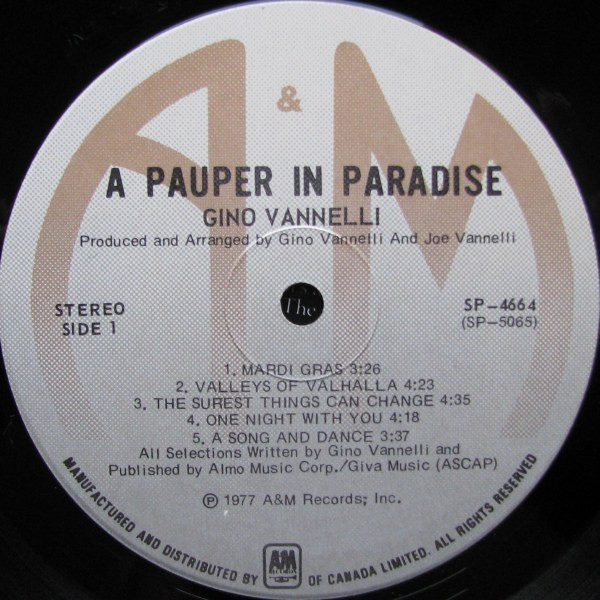 A & M
A PAUPER IN PARADISE
GINO VANNELLI
Produced and Arranged by Gino Vannelli And Joe Vannelli
STEREO
SIDE 1
The
SP-4664
(SP-5065)
1. MARDI GRAS 3:26
2. VALLEYS OF VALHALLA 4:23
3. THE SUREST THINGS CAN CHANGE 4:35
4. ONE NIGHT WITH YOU 4:18
5. A SONG AND DANCE 3:37
All Selections Written by Gino Vannelli and
Published by Almo Music Corp./Giva Music (ASCAP)
℗ 1977 A&M Records; Inc.
MANUFACTURED AND DISTRIBUTED BY A&M OF CANADA LIMITED. ALL RIGHTS RESERVED